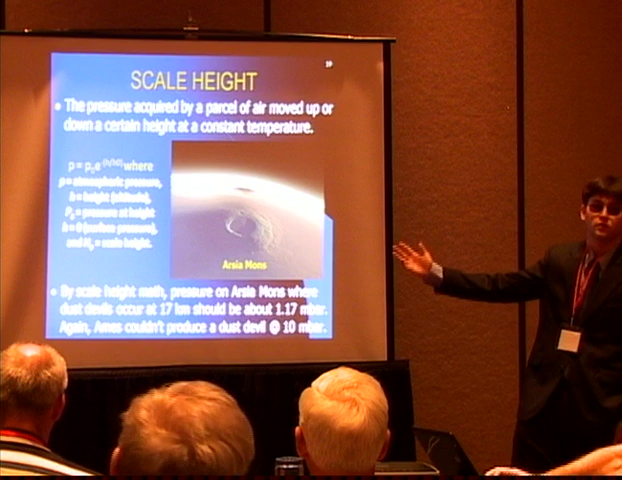 19
SCALE HEIGHT
• The pressure acquired by a parcel of air moved up or
down a certain height at a constant temperature.
p = p₀e⁻⁽ʰ/ʰ⁰⁾ where
p = atmospheric pressure,
h = height (altitude),
P₀ = pressure at height
h = 0 (surface pressure),
and H₀ = scale height.
Arsia Mons
• By scale height math, pressure on Arsia Mons where
dust devils occur at 17 km should be about 1.17 mbar.
Again, Ames couldn't produce a dust devil @ 10 mbar.